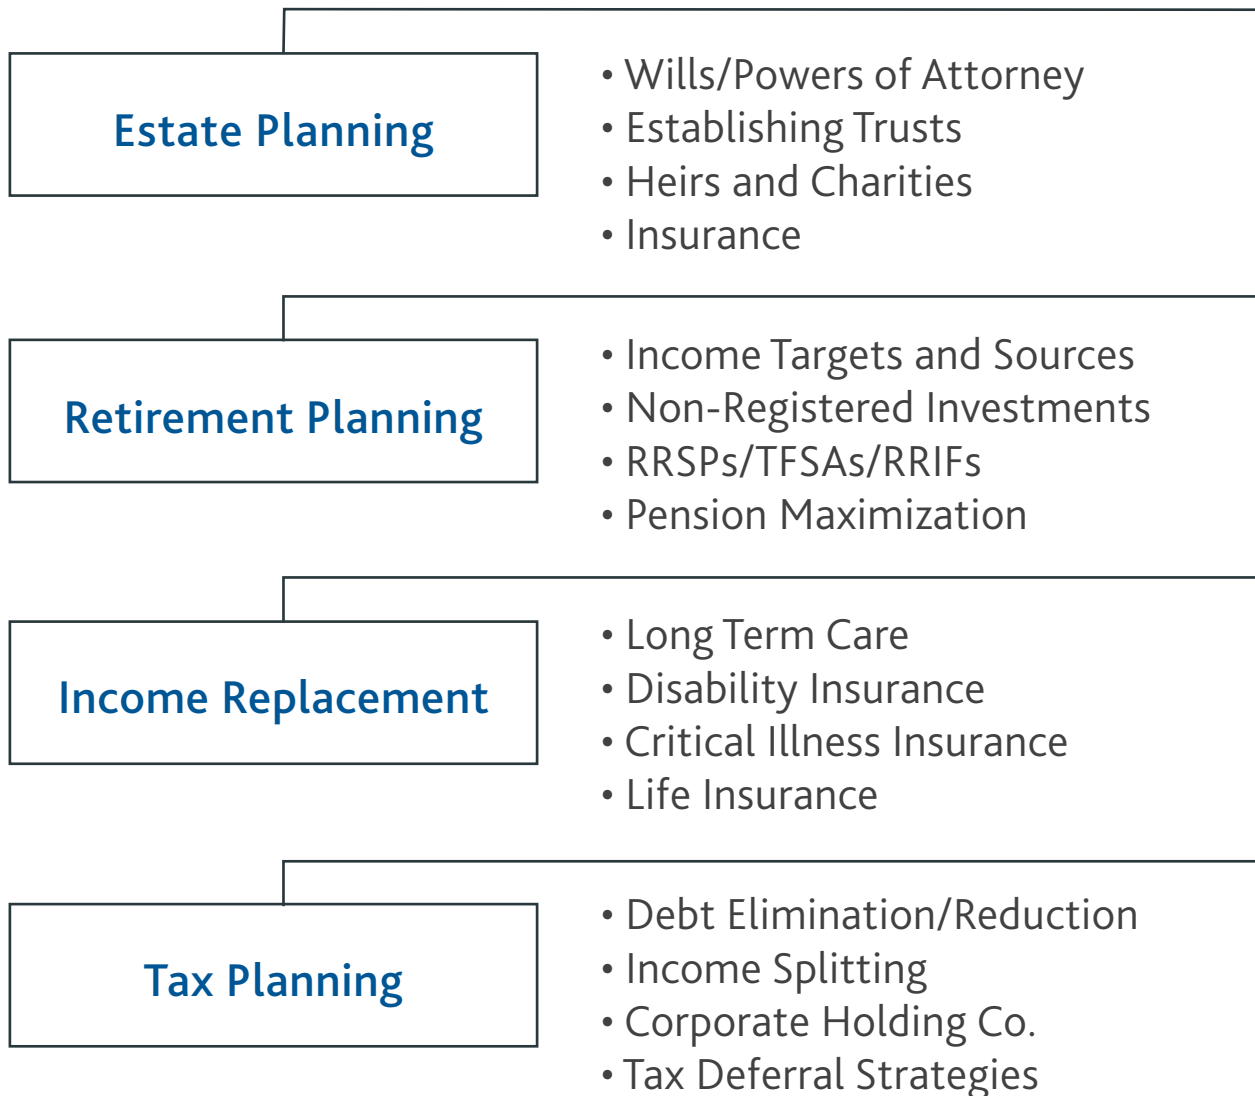 Estate Planning
• Wills/Powers of Attorney
• Establishing Trusts
• Heirs and Charities
• Insurance
Retirement Planning
• Income Targets and Sources
• Non-Registered Investments
• RRSPs/TFSAs/RRIFs
• Pension Maximization
Income Replacement
• Long Term Care
• Disability Insurance
• Critical Illness Insurance
• Life Insurance
Tax Planning
• Debt Elimination/Reduction
• Income Splitting
• Corporate Holding Co.
• Tax Deferral Strategies